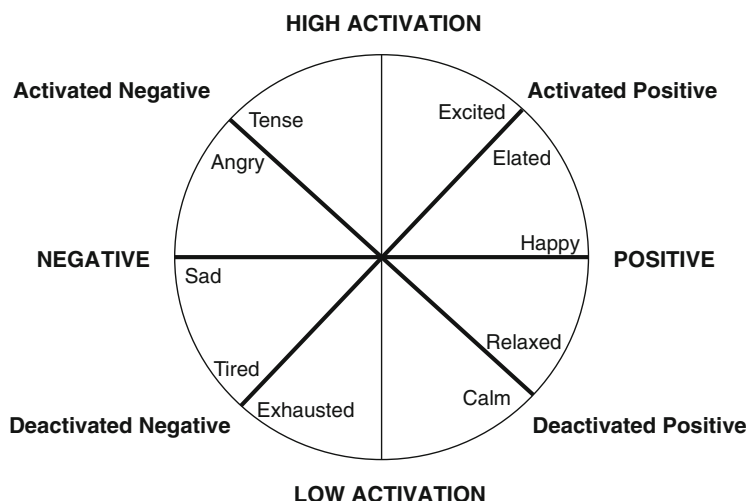 HIGH ACTIVATION
Activated Negative
Activated Positive
Tense
Excited
Angry
Elated
NEGATIVE
Happy
POSITIVE
Sad
Relaxed
Tired
Calm
Exhausted
Deactivated Negative
Deactivated Positive
LOW ACTIVATION